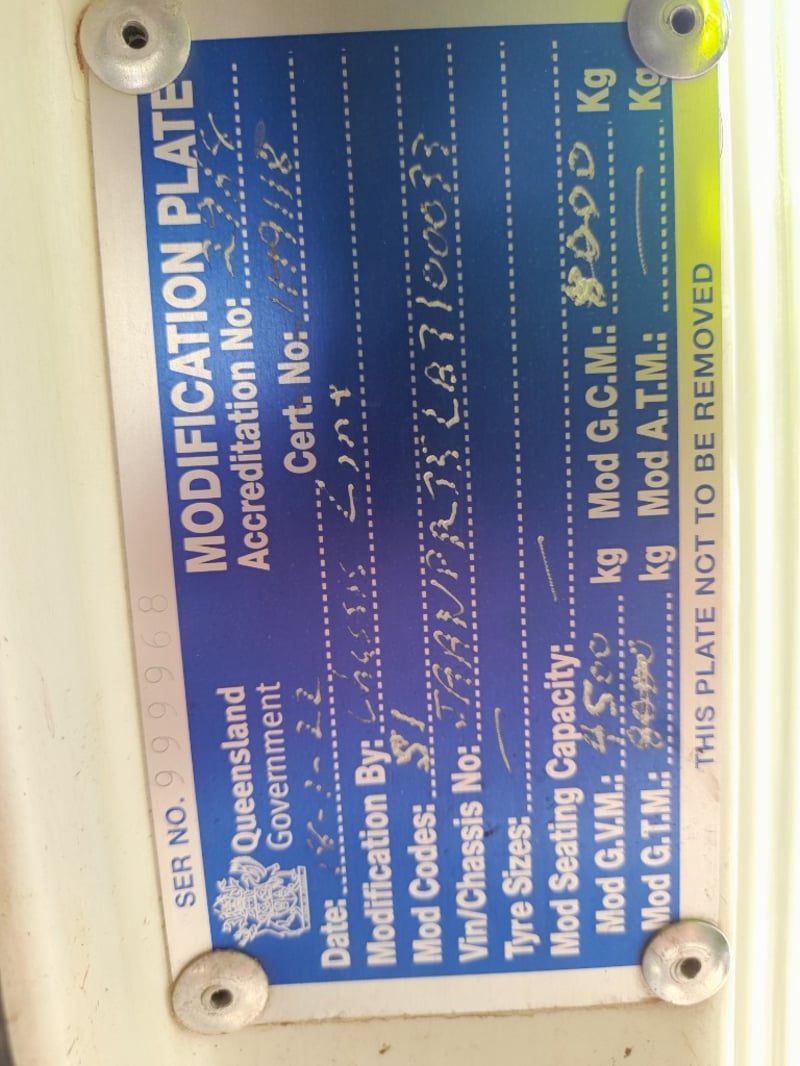 SER NO. 999968
Queensland Government
MODIFICATION PLATE
Accreditation No:
Cert. No:
Date:
Modification By: Chassis Link
Mod Codes: S1
Vin/Chassis No:
Tyre Sizes: —
Mod Seating Capacity: —
Mod G.V.M.: 4500 kg Mod G.C.M.: 8000 Kg
Mod G.T.M.: kg Mod A.T.M.: — Kg
THIS PLATE NOT TO BE REMOVED